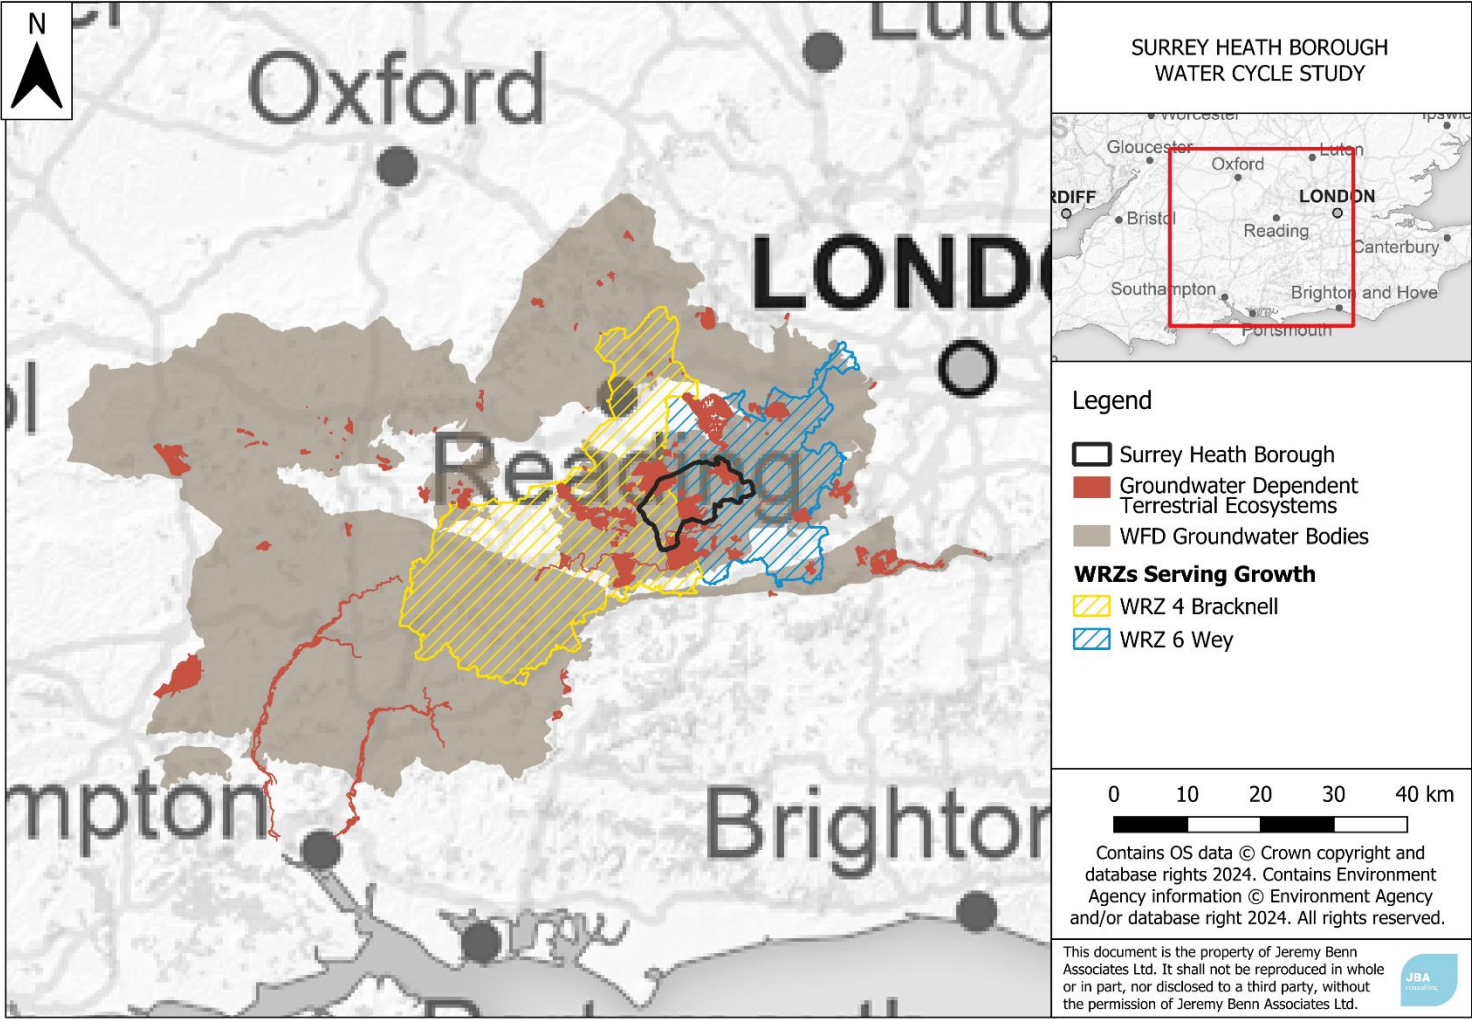 N
Luto
Oxford
LONDO
Reading
mpton
Brighton
SURREY HEATH BOROUGH
WATER CYCLE STUDY
Worcester
Ipswic
Gloucester
Luton
Oxford
RDIFF
LONDON
Bristol
Reading
Canterbury
Southampton
Brighton and Hove
Portsmouth
Legend
Surrey Heath Borough
Groundwater Dependent
Terrestrial Ecosystems
WFD Groundwater Bodies
WRZs Serving Growth
WRZ 4 Bracknell
WRZ 6 Wey
0 10 20 30 40 km
Contains OS data © Crown copyright and
database rights 2024. Contains Environment
Agency information © Environment Agency
and/or database right 2024. All rights reserved.
This document is the property of Jeremy Benn
Associates Ltd. It shall not be reproduced in whole
or in part, nor disclosed to a third party, without
the permission of Jeremy Benn Associates Ltd.
JBA
consulting